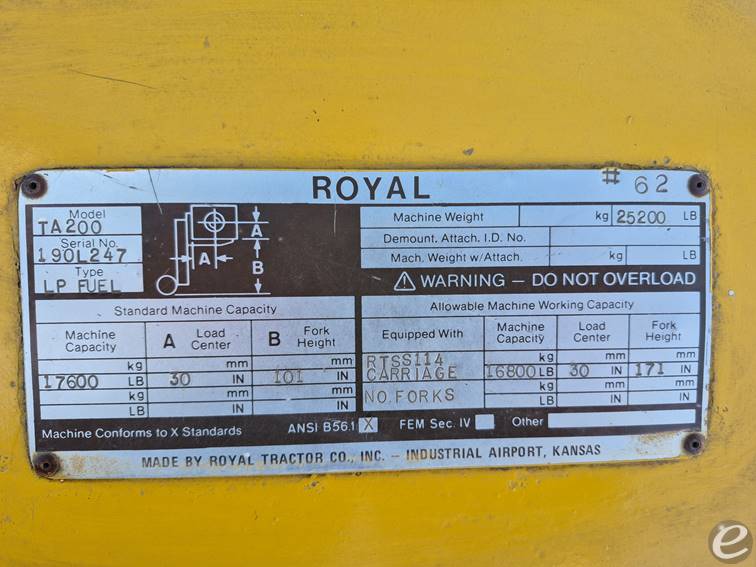 ROYAL # 62
Model
TA200
Serial No.
190L247
Type
LP FUEL
A
A
B
Machine Weight kg 25200 LB
Demount. Attach. I.D. No.
Mach. Weight w/Attach. kg LB
⚠ WARNING – DO NOT OVERLOAD
Standard Machine Capacity
Machine Capacity A Load Center B Fork Height
kg mm mm
17600 LB 30 IN 101 IN
kg mm mm
LB IN IN
Allowable Machine Working Capacity
Equipped With Machine Capacity Load Center Fork Height
RTSS114 kg mm mm
CARRIAGE 16800 LB 30 IN 171 IN
NO.FORKS kg mm mm
LB IN IN
Machine Conforms to X Standards ANSI B56.1 X FEM Sec. IV Other
MADE BY ROYAL TRACTOR CO., INC. – INDUSTRIAL AIRPORT, KANSAS
e